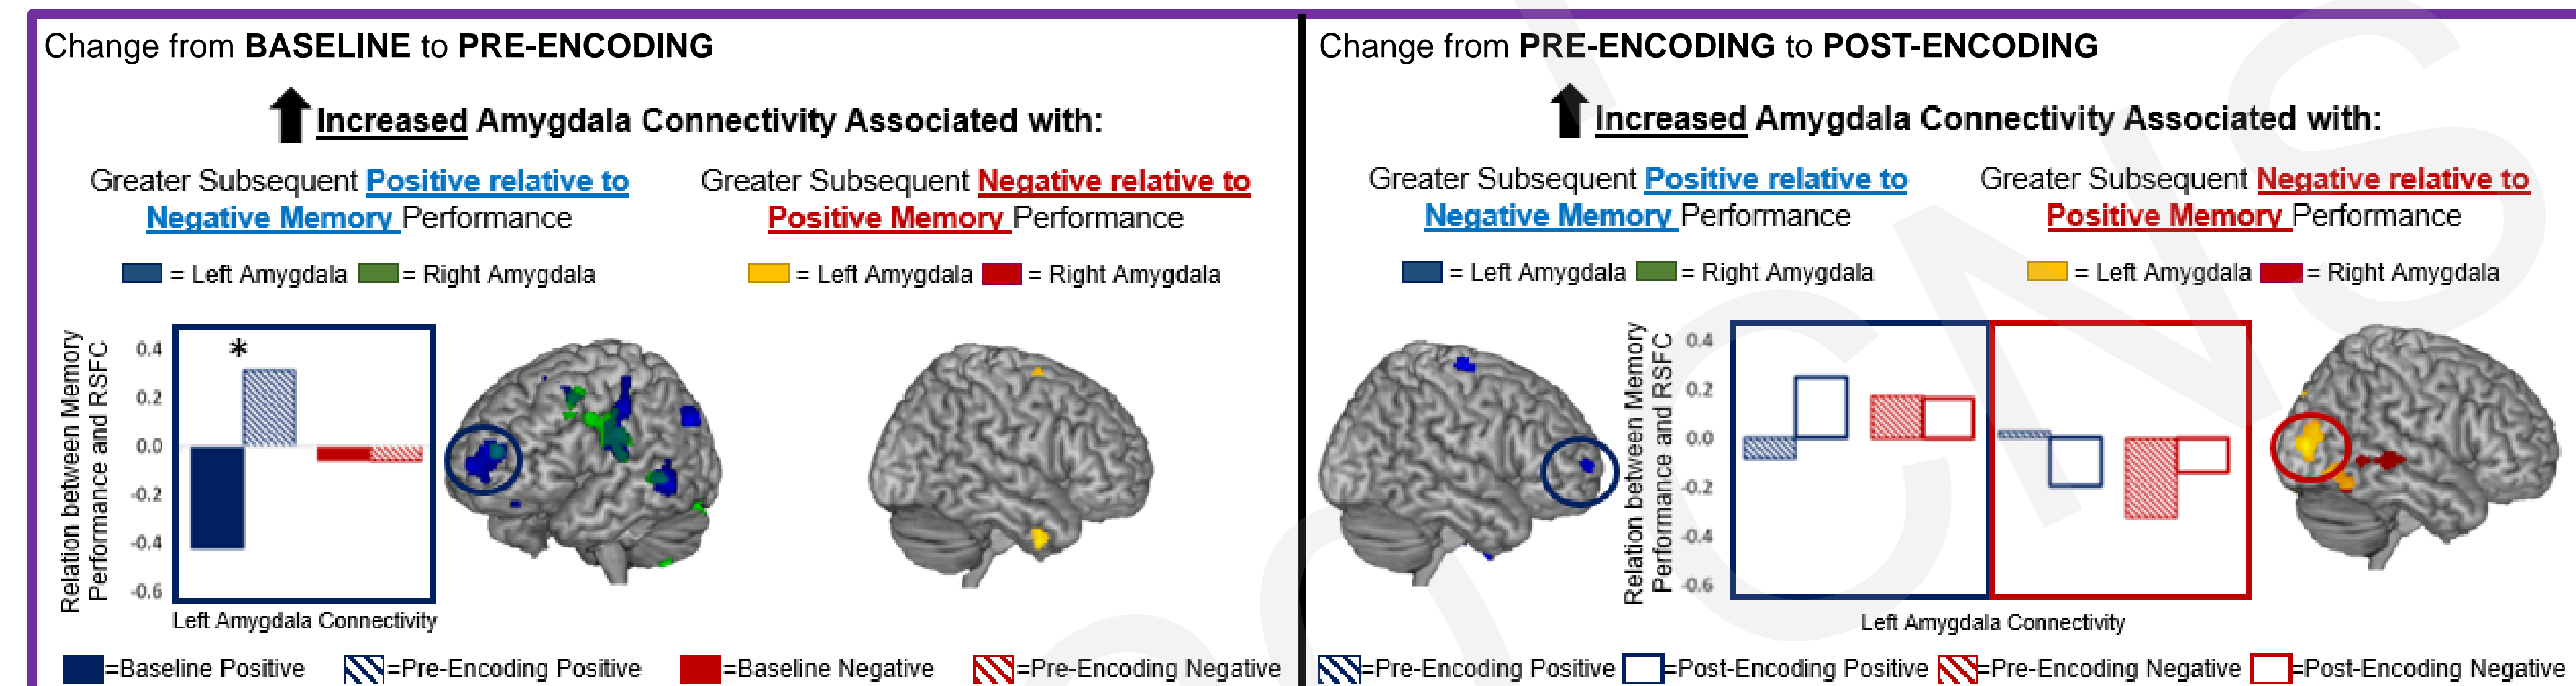 Change from BASELINE to PRE-ENCODING
Increased Amygdala Connectivity Associated with:
Greater Subsequent Positive relative to
Negative Memory Performance
Greater Subsequent Negative relative to
Positive Memory Performance
= Left Amygdala = Right Amygdala
= Left Amygdala = Right Amygdala
Relation between Memory
Performance and RSFC
0.4
0.2
0.0
-0.2
-0.4
-0.6
*
Left Amygdala Connectivity
=Baseline Positive =Pre-Encoding Positive =Baseline Negative =Pre-Encoding Negative
Change from PRE-ENCODING to POST-ENCODING
Increased Amygdala Connectivity Associated with:
Greater Subsequent Positive relative to
Negative Memory Performance
Greater Subsequent Negative relative to
Positive Memory Performance
= Left Amygdala = Right Amygdala
= Left Amygdala = Right Amygdala
Relation between Memory
Performance and RSFC
0.4
0.2
0.0
-0.2
-0.4
-0.6
Left Amygdala Connectivity
=Pre-Encoding Positive =Post-Encoding Positive =Pre-Encoding Negative =Post-Encoding Negative
CNS